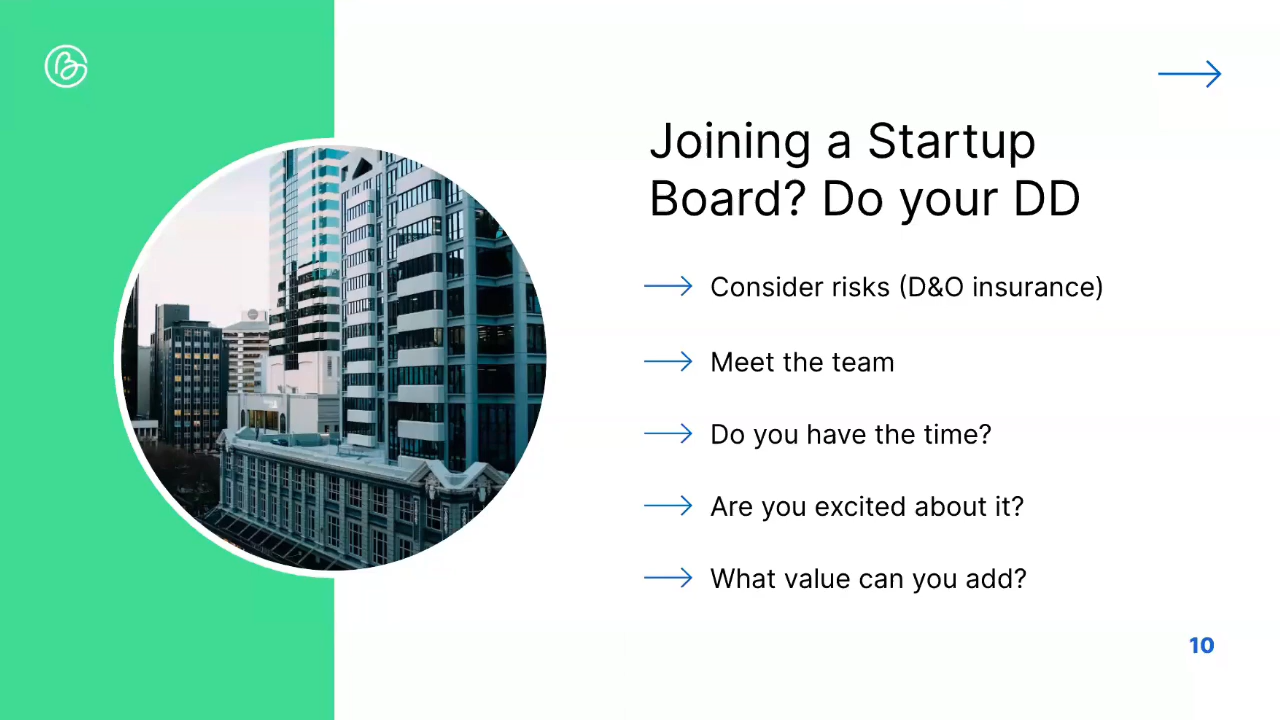 Joining a Startup
Board? Do your DD
Consider risks (D&O insurance)
Meet the team
Do you have the time?
Are you excited about it?
What value can you add?
10